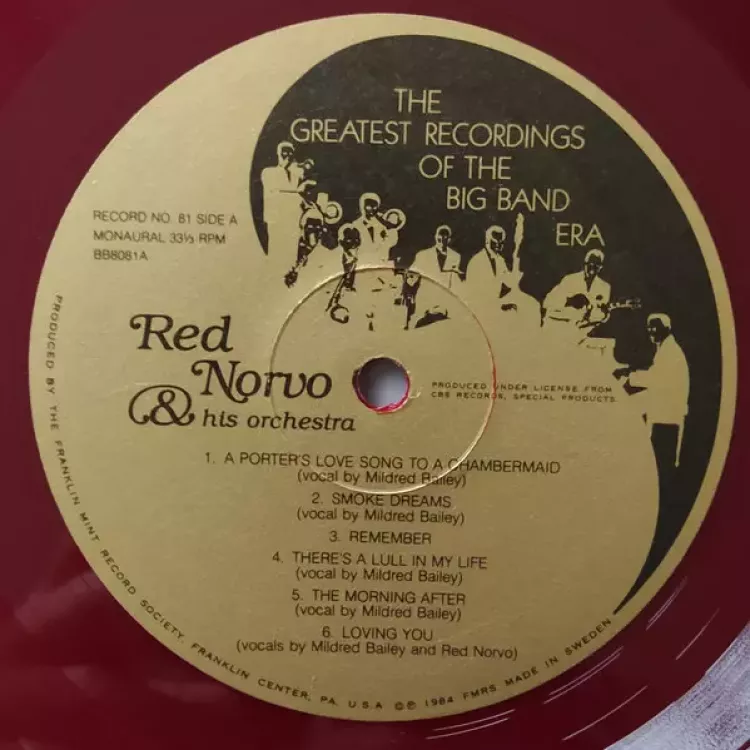 THE
GREATEST RECORDINGS
OF THE
BIG BAND
ERA
RECORD NO. 81 SIDE A
MONAURAL 33⅓ RPM
BB8081A
Red
Norvo
& his orchestra
PRODUCED UNDER LICENSE FROM
CBS RECORDS, SPECIAL PRODUCTS
1. A PORTER'S LOVE SONG TO A CHAMBERMAID
(vocal by Mildred Bailey)
2. SMOKE DREAMS
(vocal by Mildred Bailey)
3. REMEMBER
4. THERE'S A LULL IN MY LIFE
(vocal by Mildred Bailey)
5. THE MORNING AFTER
(vocal by Mildred Bailey)
6. LOVING YOU
(vocals by Mildred Bailey and Red Norvo)
PRODUCED BY THE FRANKLIN MINT RECORD SOCIETY, FRANKLIN CENTER, PA. U.S.A © ℗ 1984 FMRS MADE IN SWEDEN